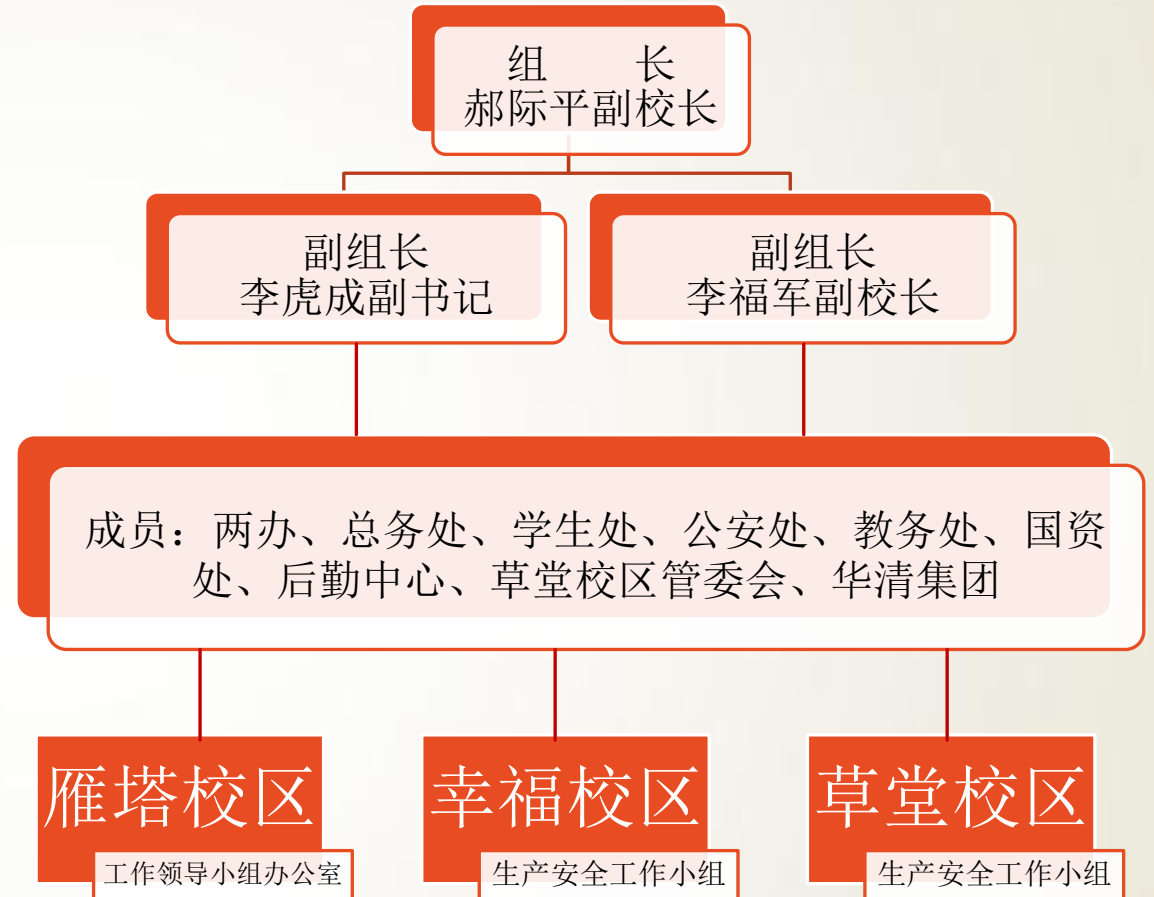 组 长
郝际平副校长
副组长
李虎成副书记
副组长
李福军副校长
成员：两办、总务处、学生处、公安处、教务处、国资
处、后勤中心、草堂校区管委会、华清集团
雁塔校区
工作领导小组办公室
幸福校区
生产安全工作小组
草堂校区
生产安全工作小组